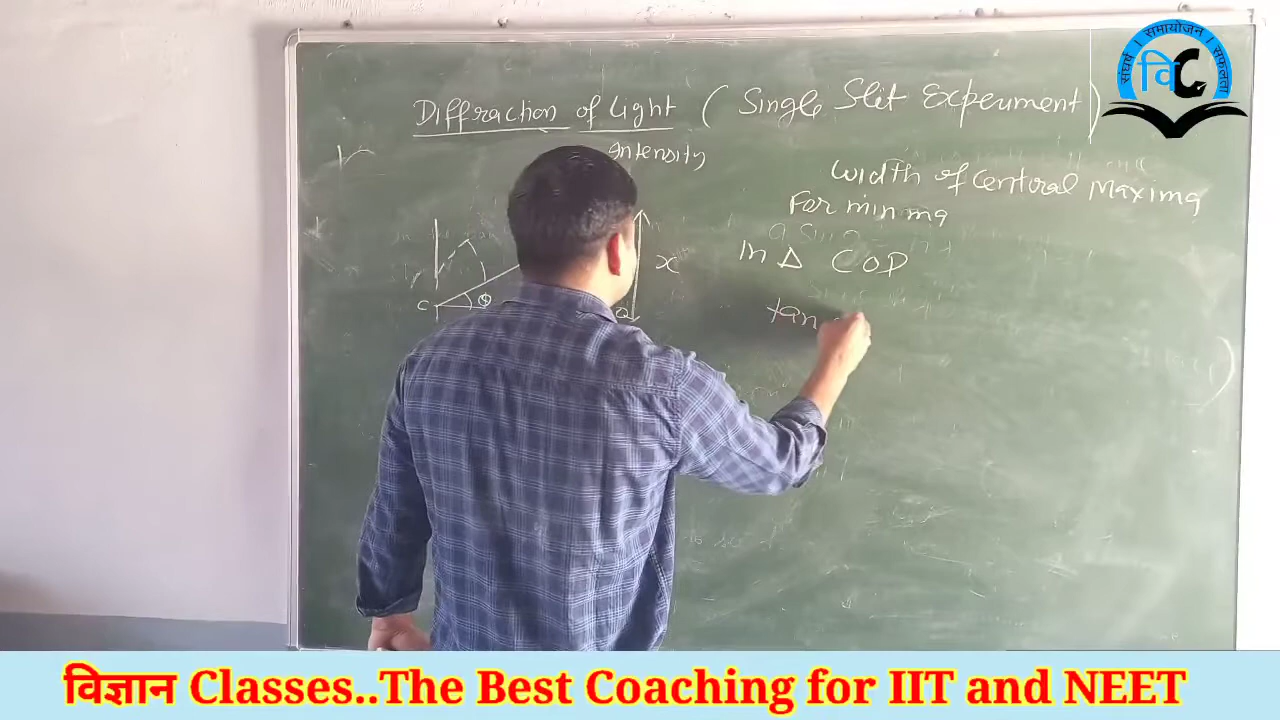 Diffraction of Light ( Single Slit Experiment )
Intensity
Width of Central Maxima
For minima
a Sin
In Δ COP
x
C
θ
tan
संघर्ष । समायोजन । सफलता
वि C
विज्ञान Classes..The Best Coaching for IIT and NEET